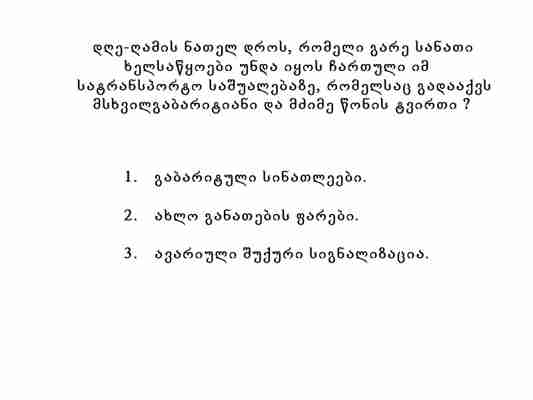 დღე-ღამის ნათელ დროს, რომელი გარე სანათი
ხელსაწყოები უნდა იყოს ჩართული იმ
სატრანსპორტო საშუალებაზე, რომელსაც გადააქვს
მსხვილგაბარიტიანი და მძიმე წონის ტვირთი ?
1. გაბარიტული სინათლეები.
2. ახლო განათების ფარები.
3. ავარიული შუქური სიგნალიზაცია.